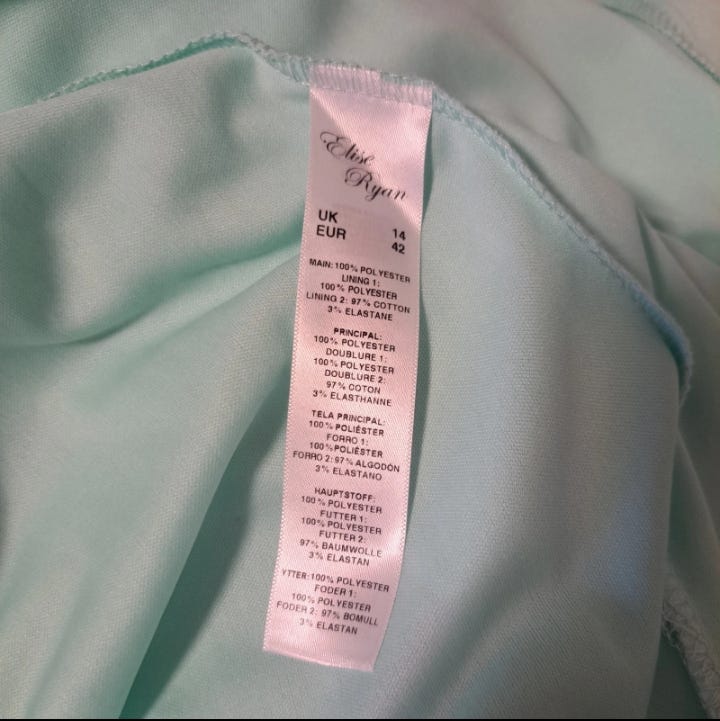 Elise
Ryan
UK 14
EUR 42
MAIN: 100% POLYESTER
LINING 1:
100% POLYESTER
LINING 2: 97% COTTON
3% ELASTANE
PRINCIPAL:
100% POLYESTER
DOUBLURE 1:
100% POLYESTER
DOUBLURE 2:
97% COTON
3% ELASTHANNE
TELA PRINCIPAL:
100% POLIÉSTER
FORRO 1:
100% POLIÉSTER
FORRO 2: 97% ALGODÓN
3% ELASTANO
HAUPTSTOFF:
100% POLYESTER
FUTTER 1:
100% POLYESTER
FUTTER 2:
97% BAUMWOLLE
3% ELASTAN
YTTER: 100% POLYESTER
FODER 1:
100% POLYESTER
FODER 2: 97% BOMULL
3% ELASTAN